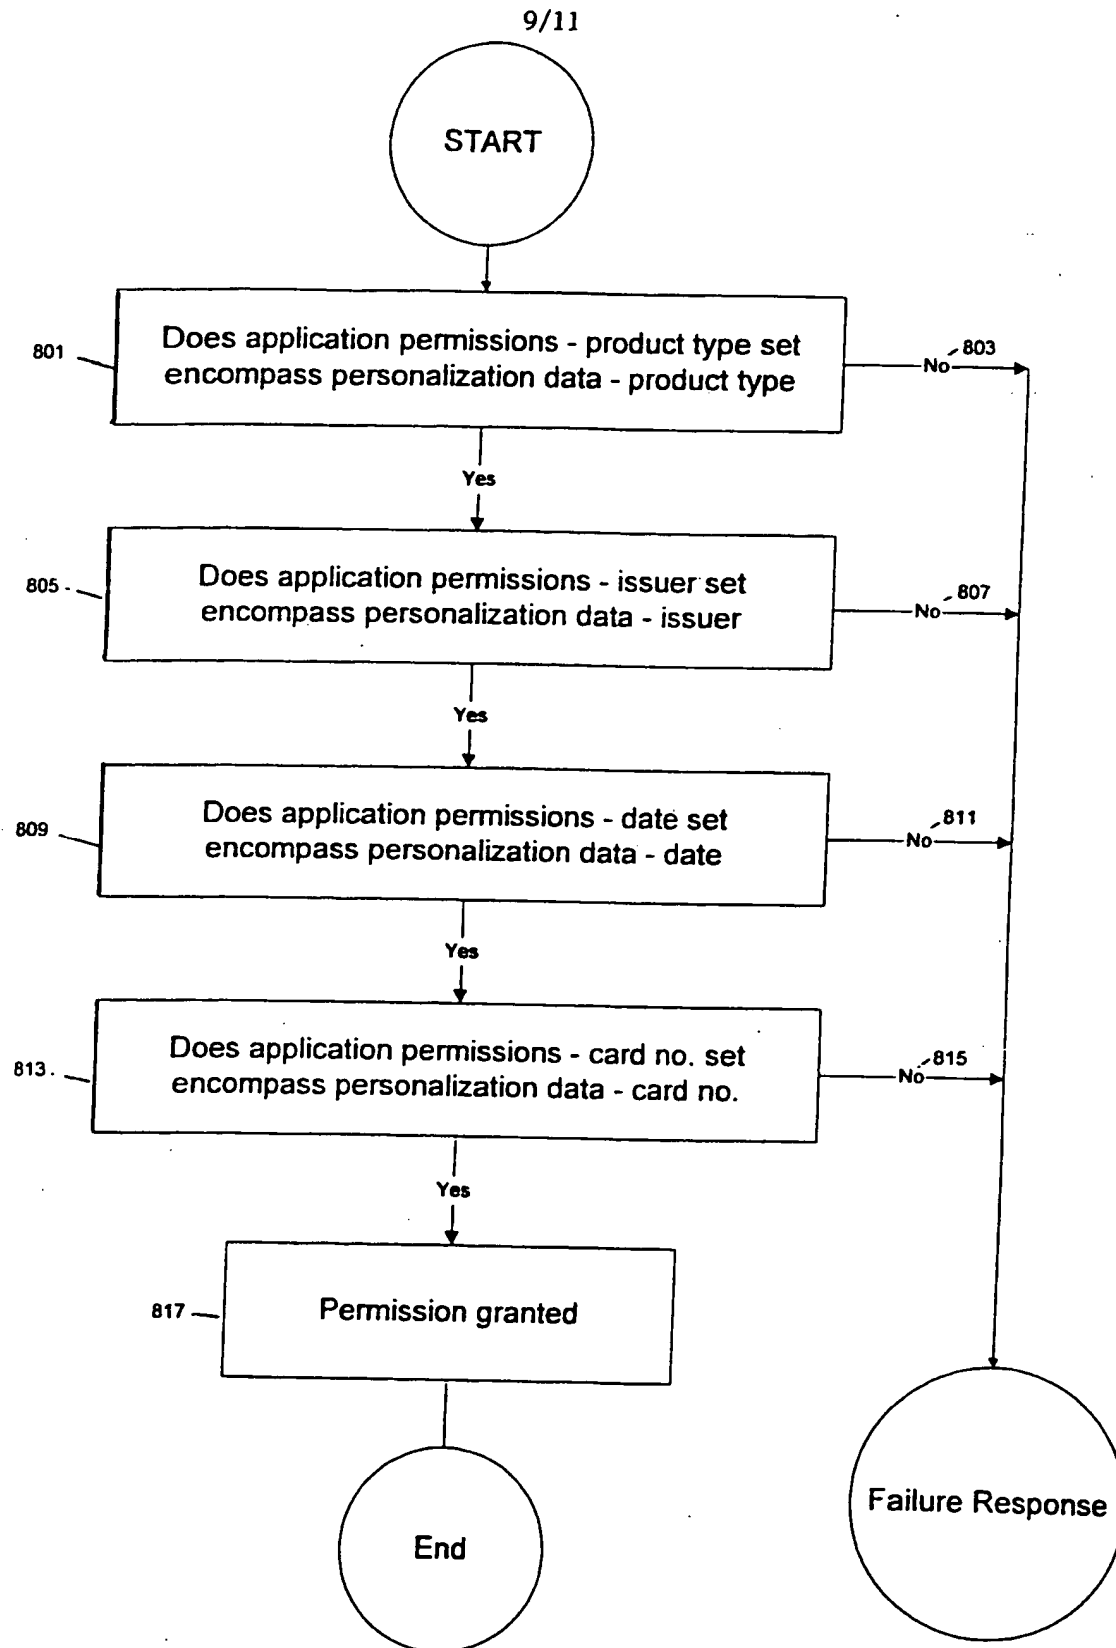 9/11
START
801
Does application permissions - product type set
encompass personalization data - product type
No
803
Yes
805
Does application permissions - issuer set
encompass personalization data - issuer
No
807
Yes
809
Does application permissions - date set
encompass personalization data - date
No
811
Yes
813
Does application permissions - card no. set
encompass personalization data - card no.
No
815
Yes
817
Permission granted
Failure Response
End